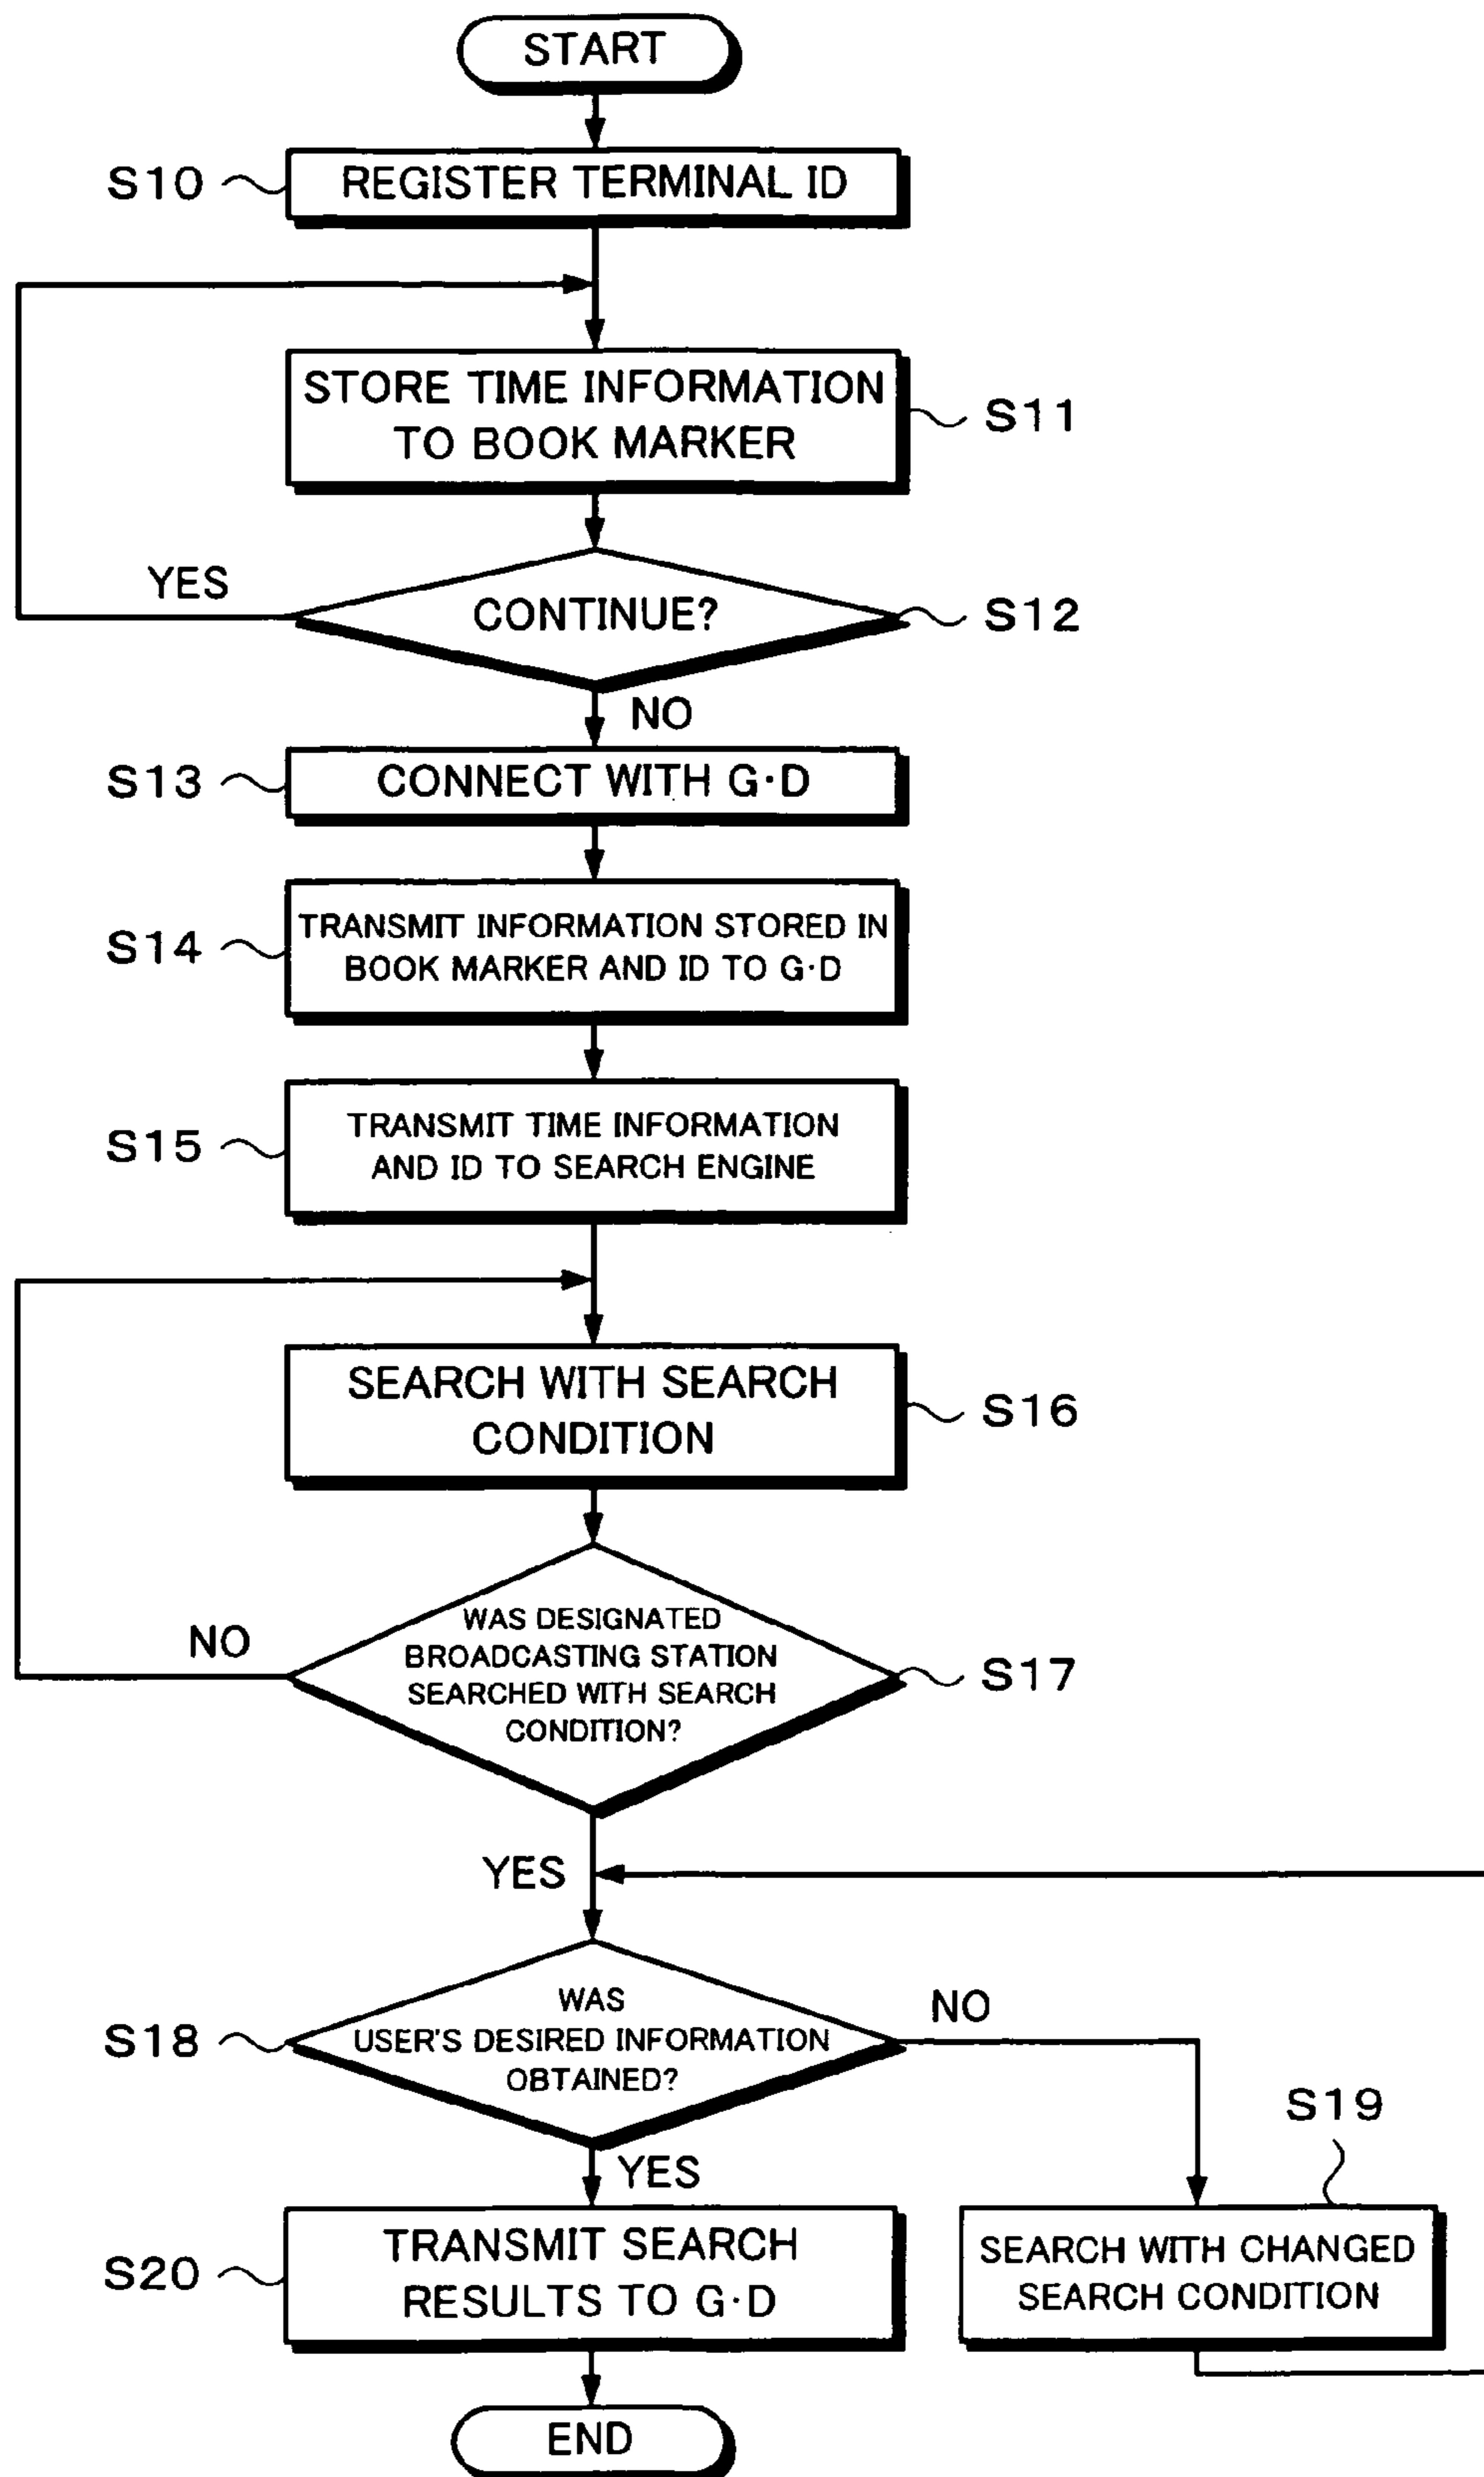 START
S10
REGISTER TERMINAL ID
STORE TIME INFORMATION
TO BOOK MARKER
S11
YES
CONTINUE?
S12
NO
S13
CONNECT WITH G·D
S14
TRANSMIT INFORMATION STORED IN
BOOK MARKER AND ID TO G·D
S15
TRANSMIT TIME INFORMATION
AND ID TO SEARCH ENGINE
SEARCH WITH SEARCH
CONDITION
S16
NO
WAS DESIGNATED
BROADCASTING STATION
SEARCHED WITH SEARCH
CONDITION?
S17
YES
S18
WAS
USER'S DESIRED INFORMATION
OBTAINED?
NO
YES
S19
S20
TRANSMIT SEARCH
RESULTS TO G·D
SEARCH WITH CHANGED
SEARCH CONDITION
END